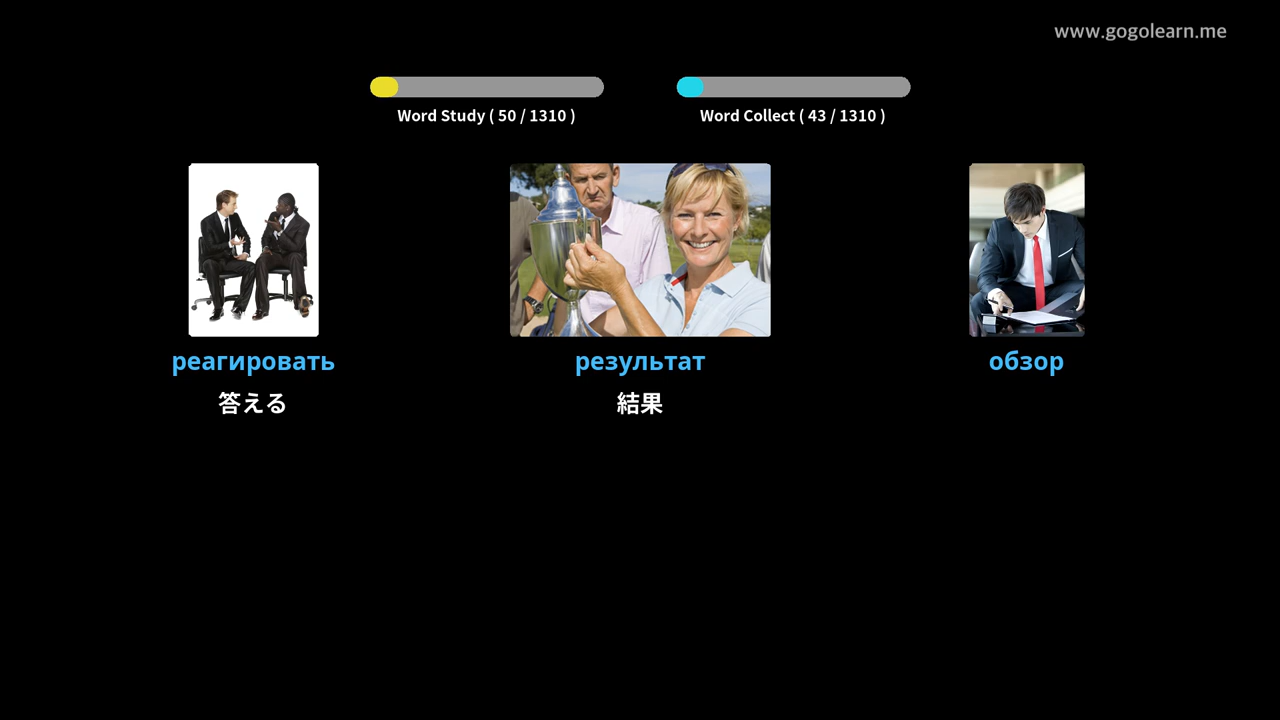 www.gogolearn.me
Word Study ( 50 / 1310 )
Word Collect ( 43 / 1310 )
реагировать
результат
обзор
答える
結果